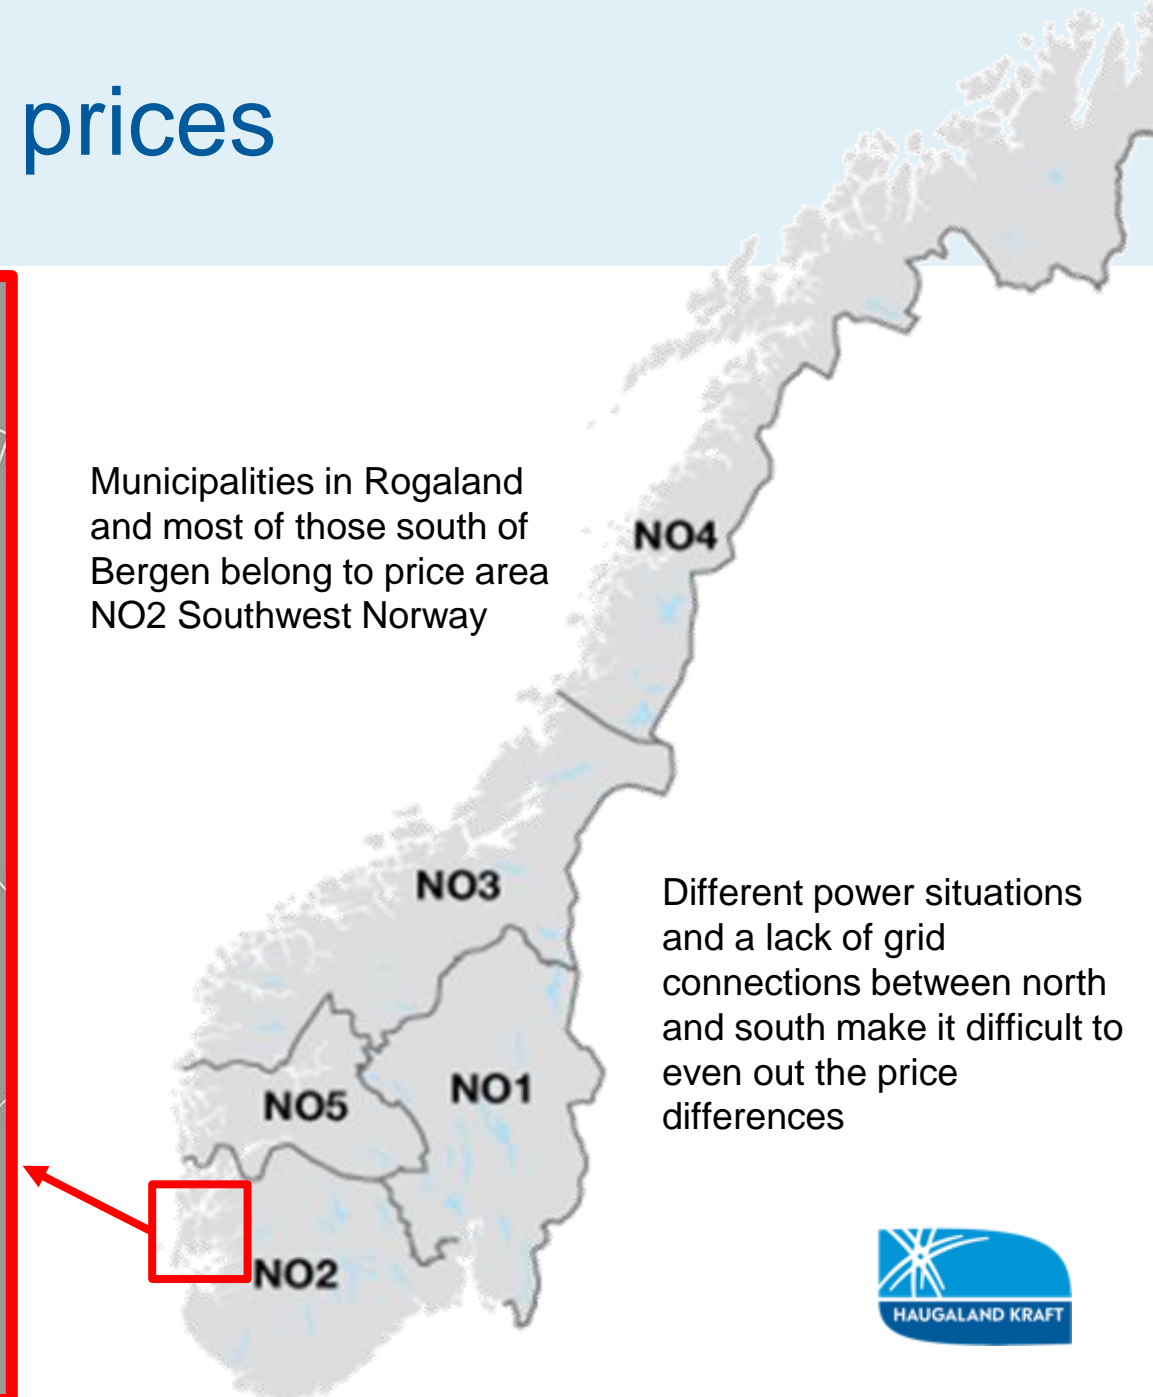 prices
Municipalities in Rogaland
and most of those south of
Bergen belong to price area
NO2 Southwest Norway
NO4
NO3
Different power situations
and a lack of grid
connections between north
and south make it difficult to
even out the price
differences
NO5
NO1
NO2
HAUGALAND KRAFT